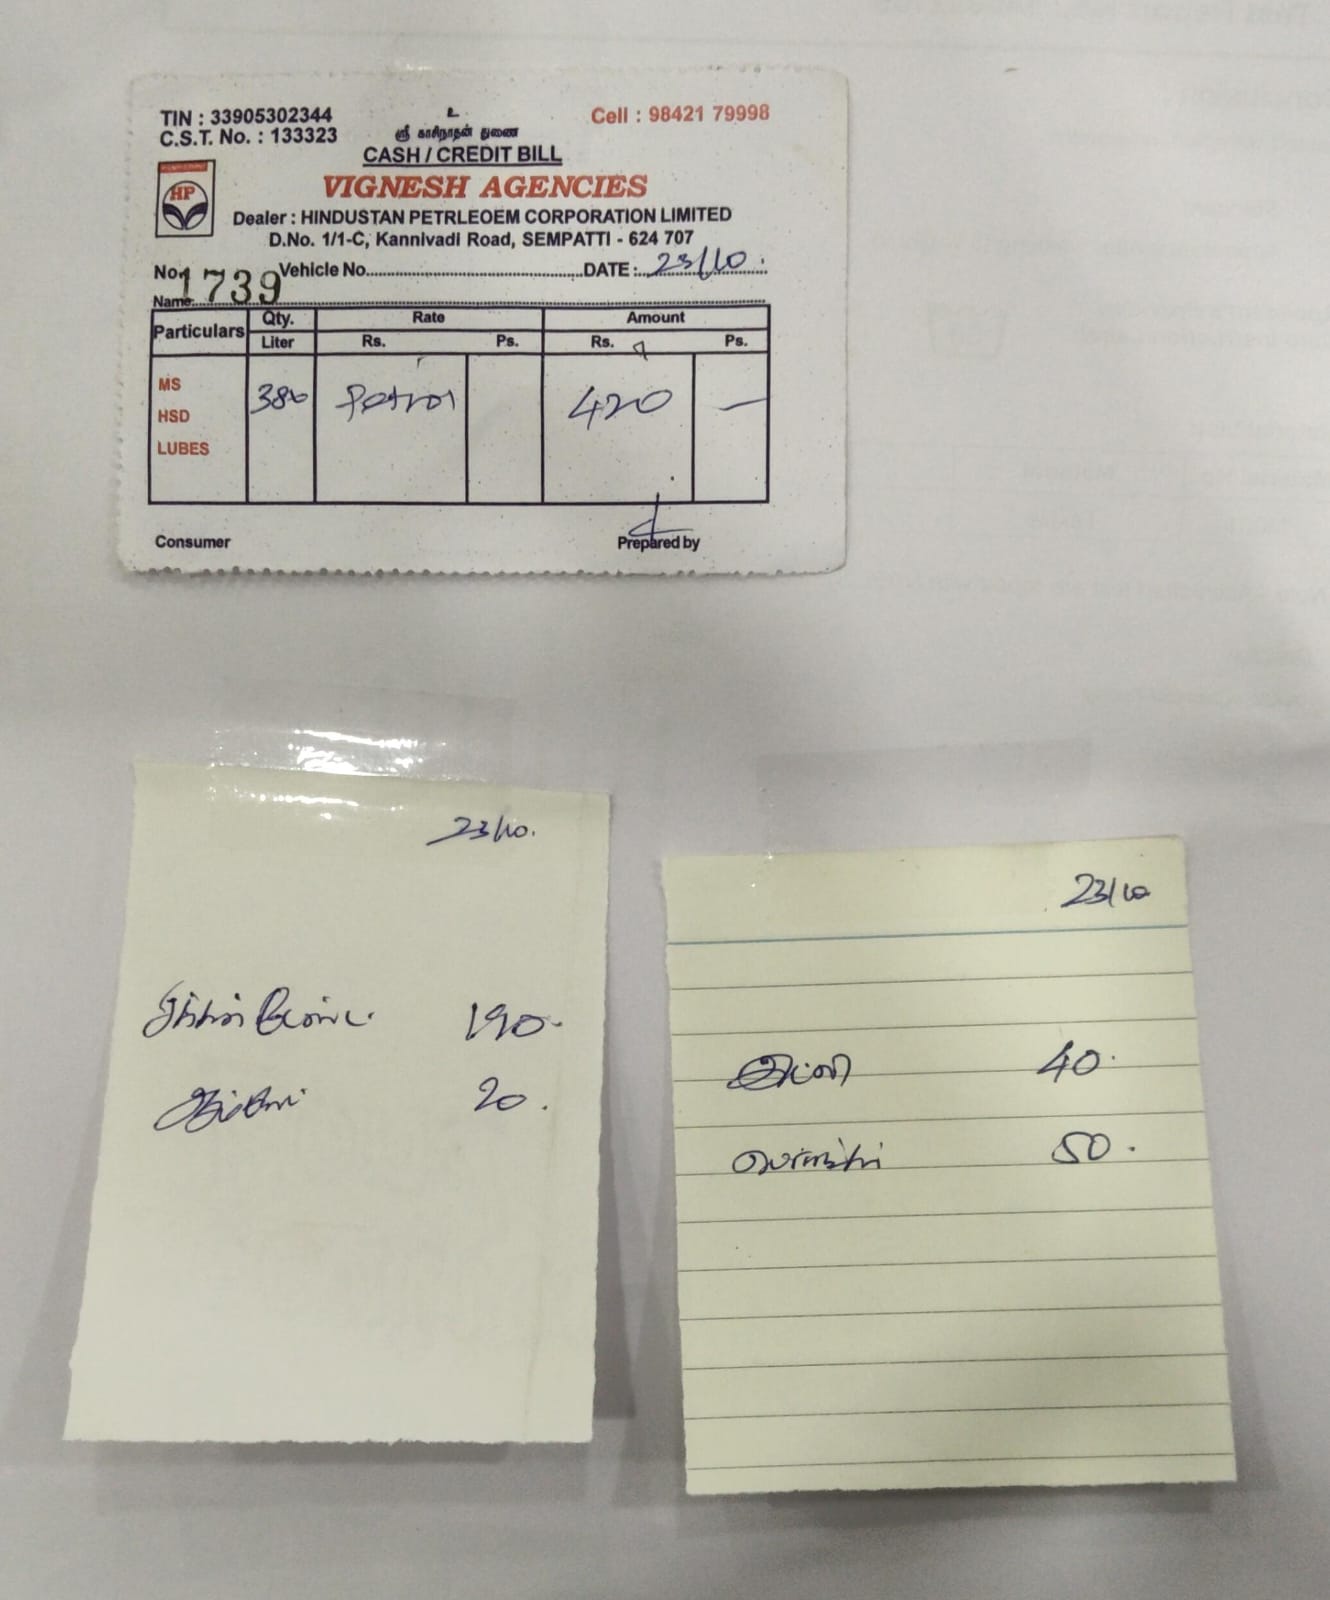 TIN : 33905302344
C.S.T. No. : 133323
உ
ஸ்ரீ காசிநாதன் துணை
Cell : 98421 79998
CASH / CREDIT BILL
HP
VIGNESH AGENCIES
Dealer : HINDUSTAN PETRLEOEM CORPORATION LIMITED
D.No. 1/1-C, Kannivadi Road, SEMPATTI - 624 707
No. 1739 Vehicle No. DATE : 23/10.
Name
Particulars Qty. Rate Amount
Liter Rs. Ps. Rs. Ps.
MS
HSD
LUBES
Petrol 420 —
Consumer Prepared by
23/10.
190.
20.
23/10
இட்லி 40.
50.